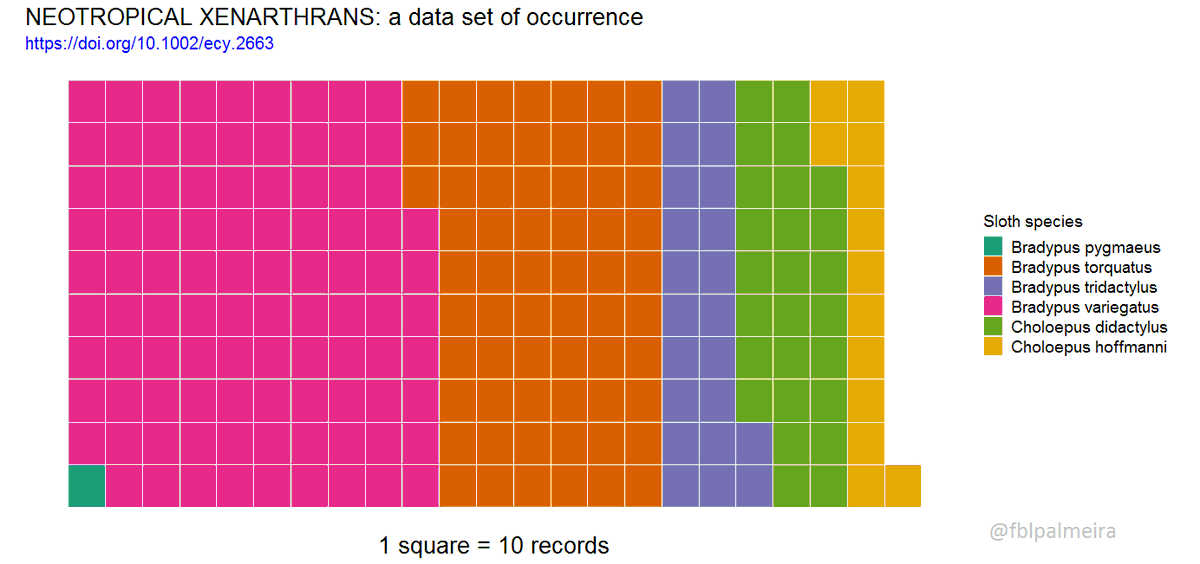 NEOTROPICAL XENARTHRANS: a data set of occurrence
https://doi.org/10.1002/ecy.2663
Sloth species
Bradypus pygmaeus
Bradypus torquatus
Bradypus tridactylus
Bradypus variegatus
Choloepus didactylus
Choloepus hoffmanni
1 square = 10 records
@fblpalmeira